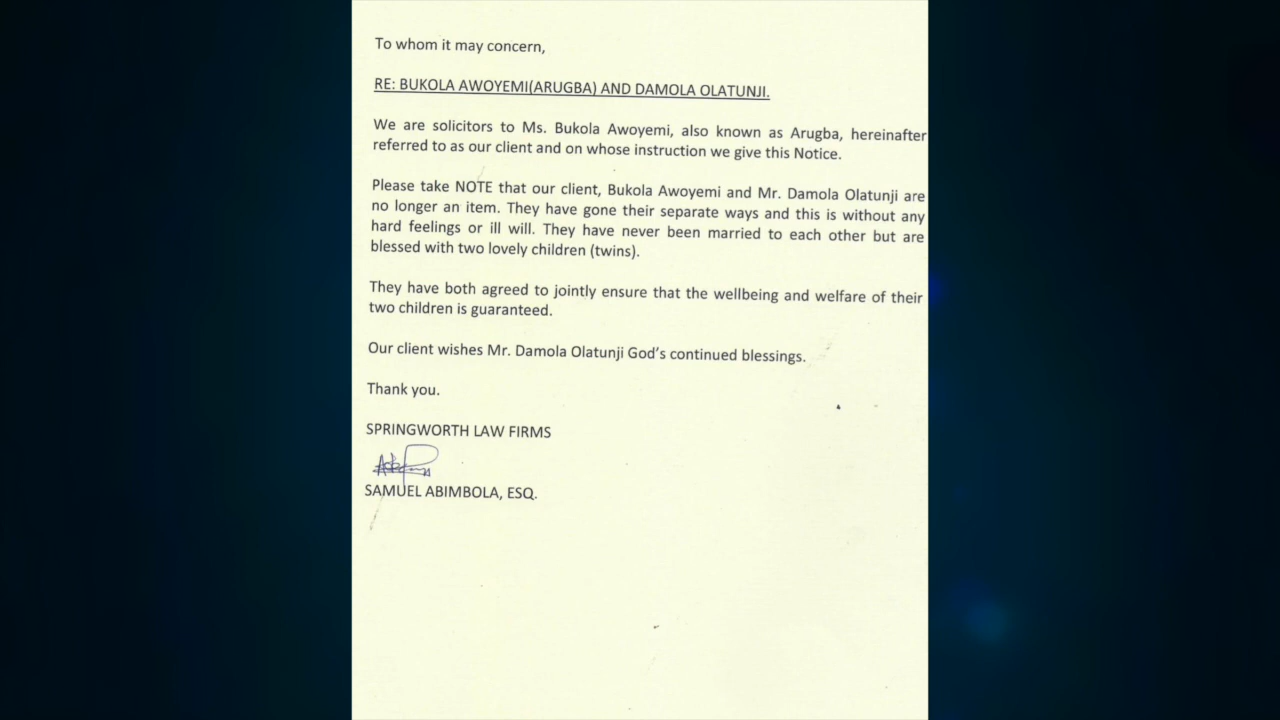 To whom it may concern,
RE: BUKOLA AWOYEMI(ARUGBA) AND DAMOLA OLATUNJI.
We are solicitors to Ms. Bukola Awoyemi, also known as Arugba, hereinafter
referred to as our client and on whose instruction we give this Notice.
Please take NOTE that our client, Bukola Awoyemi and Mr. Damola Olatunji are
no longer an item. They have gone their separate ways and this is without any
hard feelings or ill will. They have never been married to each other but are
blessed with two lovely children (twins).
They have both agreed to jointly ensure that the wellbeing and welfare of their
two children is guaranteed.
Our client wishes Mr. Damola Olatunji God’s continued blessings.
Thank you.
SPRINGWORTH LAW FIRMS
SAMUEL ABIMBOLA, ESQ.